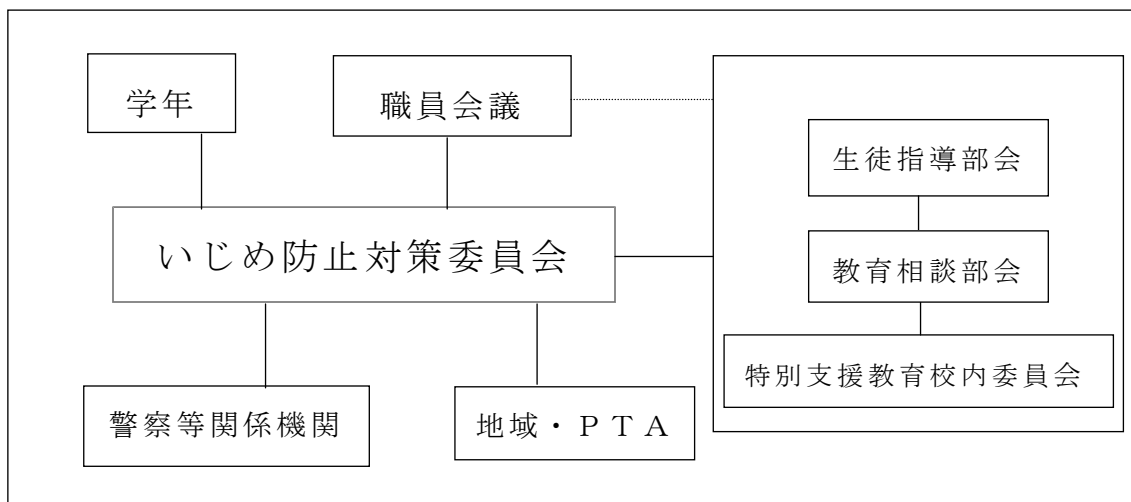 学年
職員会議
生徒指導部会
いじめ防止対策委員会
教育相談部会
特別支援教育校内委員会
警察等関係機関
地域・ＰＴＡ